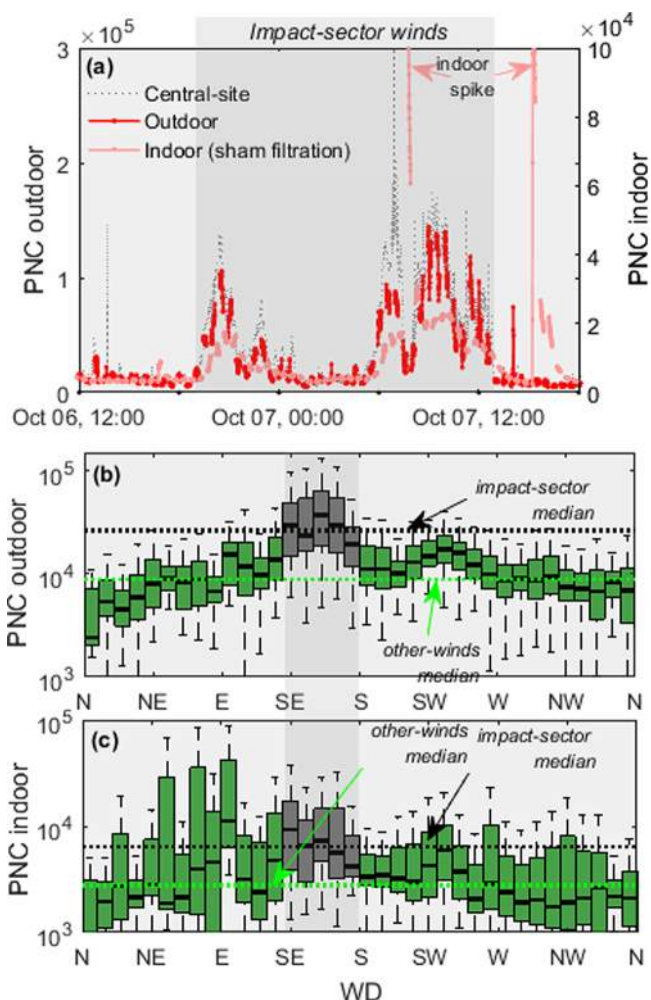 × 10⁵
Impact-sector winds
× 10⁴
(a)
Central-site
Outdoor
Indoor (sham filtration)
indoor
spike
3
2
1
0
PNC outdoor
10
8
6
4
2
0
PNC indoor
Oct 06, 12:00
Oct 07, 00:00
Oct 07, 12:00
(b)
impact-sector
median
other-winds
median
10⁵
10⁴
10³
PNC outdoor
N NE E SE S SW W NW N
(c)
other-winds
median
impact-sector
median
10⁵
10⁴
10³
PNC indoor
N NE E SE S SW W NW N
WD